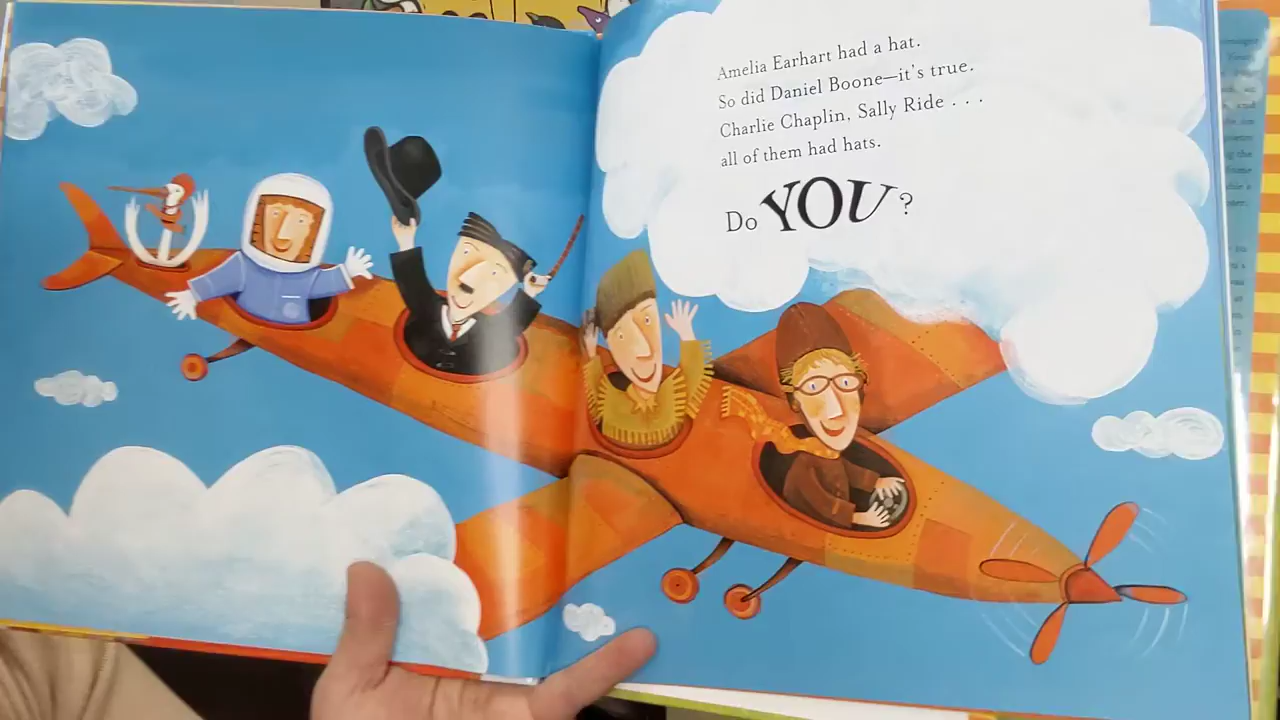 Amelia Earhart had a hat.
So did Daniel Boone—it's true.
Charlie Chaplin, Sally Ride . . .
all of them had hats.
Do YOU?